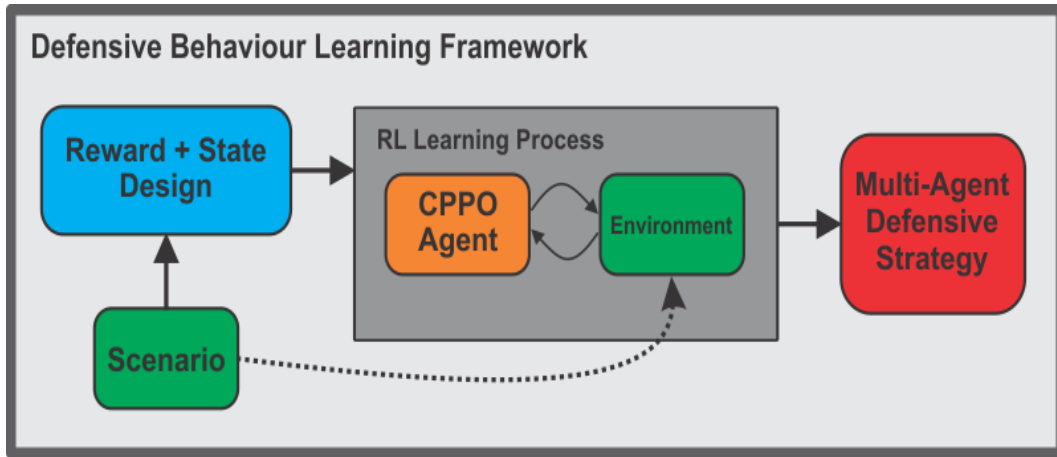 Defensive Behaviour Learning Framework
Reward + State
Design
RL Learning Process
CPPO
Agent
Environment
Multi-Agent
Defensive
Strategy
Scenario